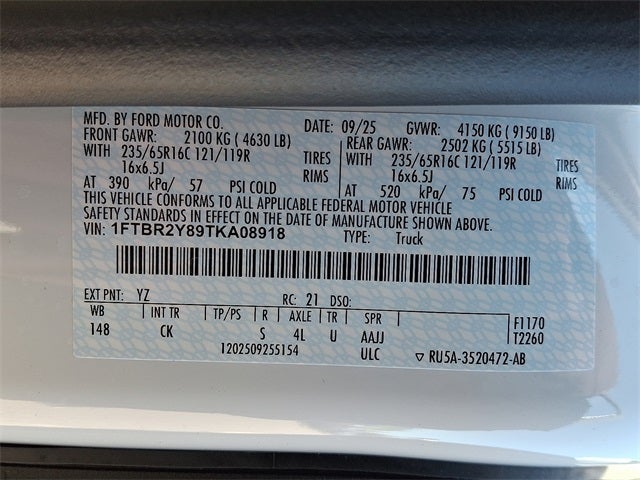 MFD. BY FORD MOTOR CO. DATE: 09/25 GVWR: 4150 KG ( 9150 LB)
FRONT GAWR: 2100 KG ( 4630 LB) REAR GAWR: 2502 KG ( 5515 LB)
WITH 235/65R16C 121/119R TIRES WITH 235/65R16C 121/119R TIRES
16x6.5J RIMS 16x6.5J RIMS
AT 390 kPa/ 57 PSI COLD AT 520 kPa/ 75 PSI COLD
THIS VEHICLE CONFORMS TO ALL APPLICABLE FEDERAL MOTOR VEHICLE
SAFETY STANDARDS IN EFFECT ON THE DATE OF MANUFACTURE SHOWN ABOVE.
VIN: 1FTBR2Y89TKA08918 TYPE: Truck
EXT PNT: YZ RC: 21 DSO:
WB INT TR TP/PS R AXLE TR SPR F1170
148 CK S 4L U AAJJ T2260
1202509255154 ULC ▽ RU5A-3520472-AB